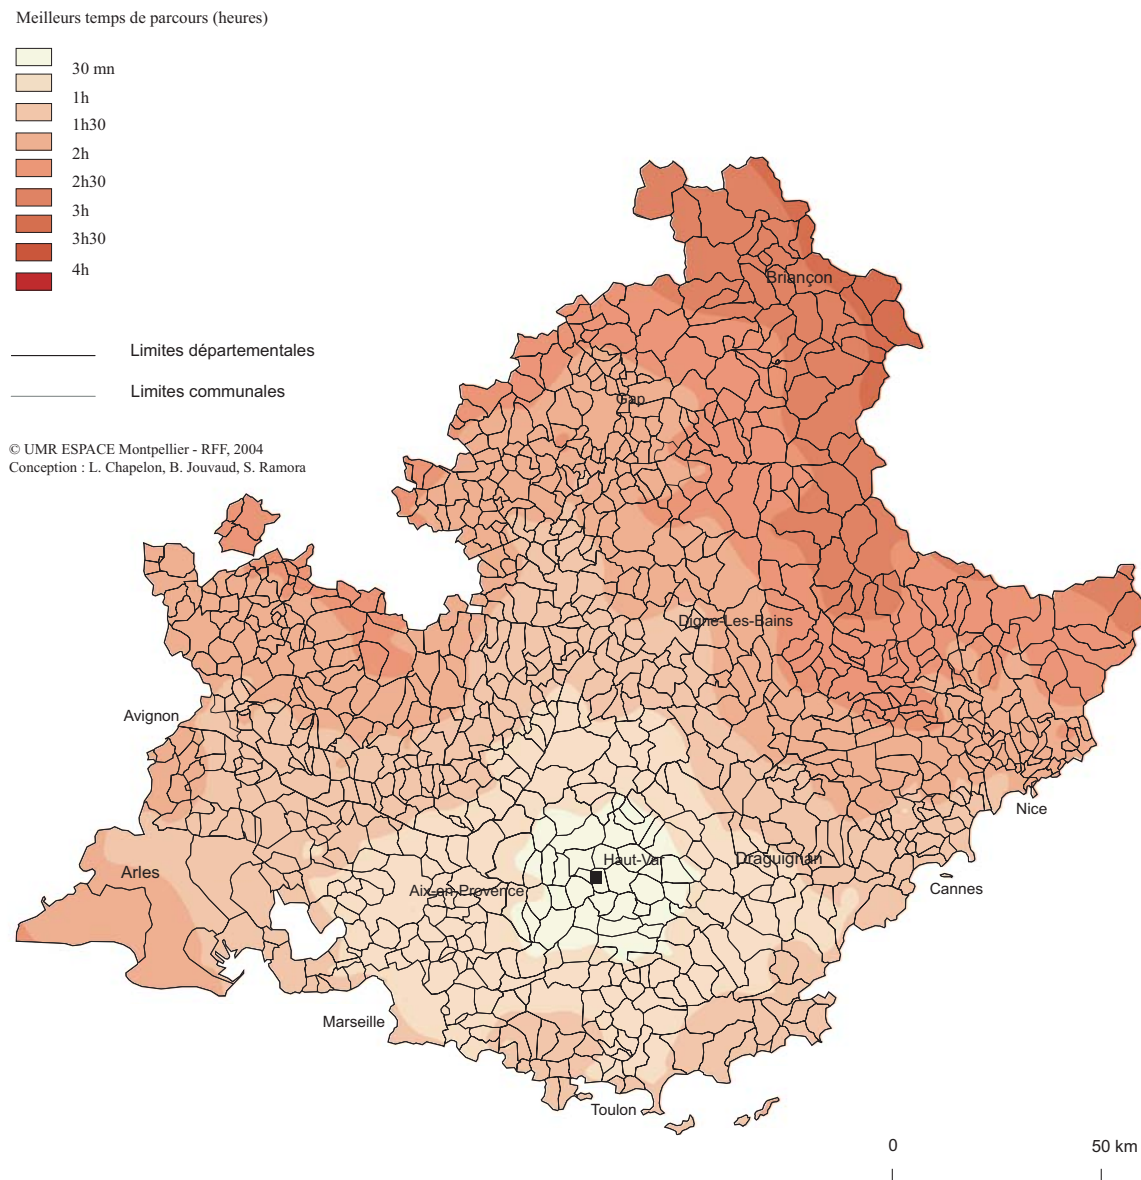 Meilleurs temps de parcours (heures)
30 mn
1h
1h30
2h
2h30
3h
3h30
4h
Limites départementales
Limites communales
© UMR ESPACE Montpellier - RFF, 2004
Conception : L. Chapelon, B. Jouvaud, S. Ramora
Briançon
Gap
Digne-Les-Bains
Avignon
Nice
Haut-Var
Draguignan
Arles
Aix-en-Provence
Cannes
Marseille
Toulon
0
50 km